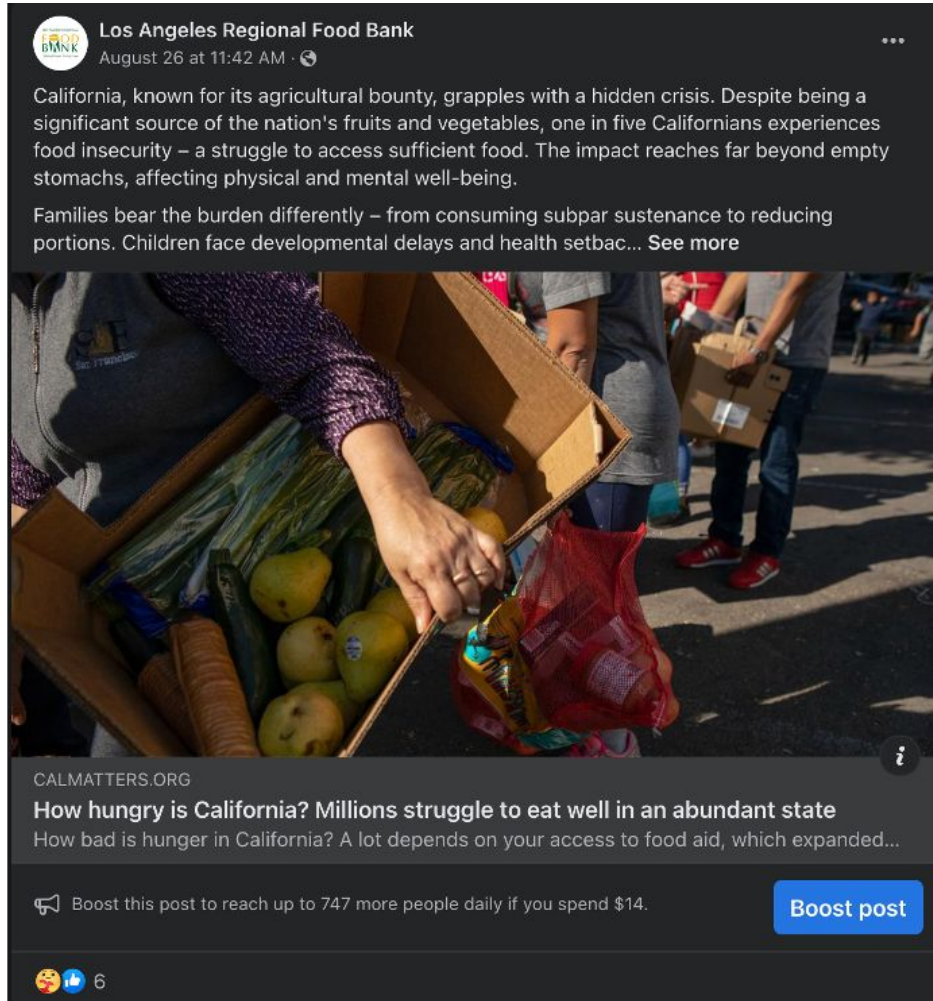 FOOD
BANK
Los Angeles Regional Food Bank
August 26 at 11:42 AM ·
California, known for its agricultural bounty, grapples with a hidden crisis. Despite being a
significant source of the nation's fruits and vegetables, one in five Californians experiences
food insecurity – a struggle to access sufficient food. The impact reaches far beyond empty
stomachs, affecting physical and mental well-being.
Families bear the burden differently – from consuming subpar sustenance to reducing
portions. Children face developmental delays and health setbac... See more
San Francisco
CALMATTERS.ORG
How hungry is California? Millions struggle to eat well in an abundant state
How bad is hunger in California? A lot depends on your access to food aid, which expanded...
Boost this post to reach up to 747 more people daily if you spend $14.
Boost post
6